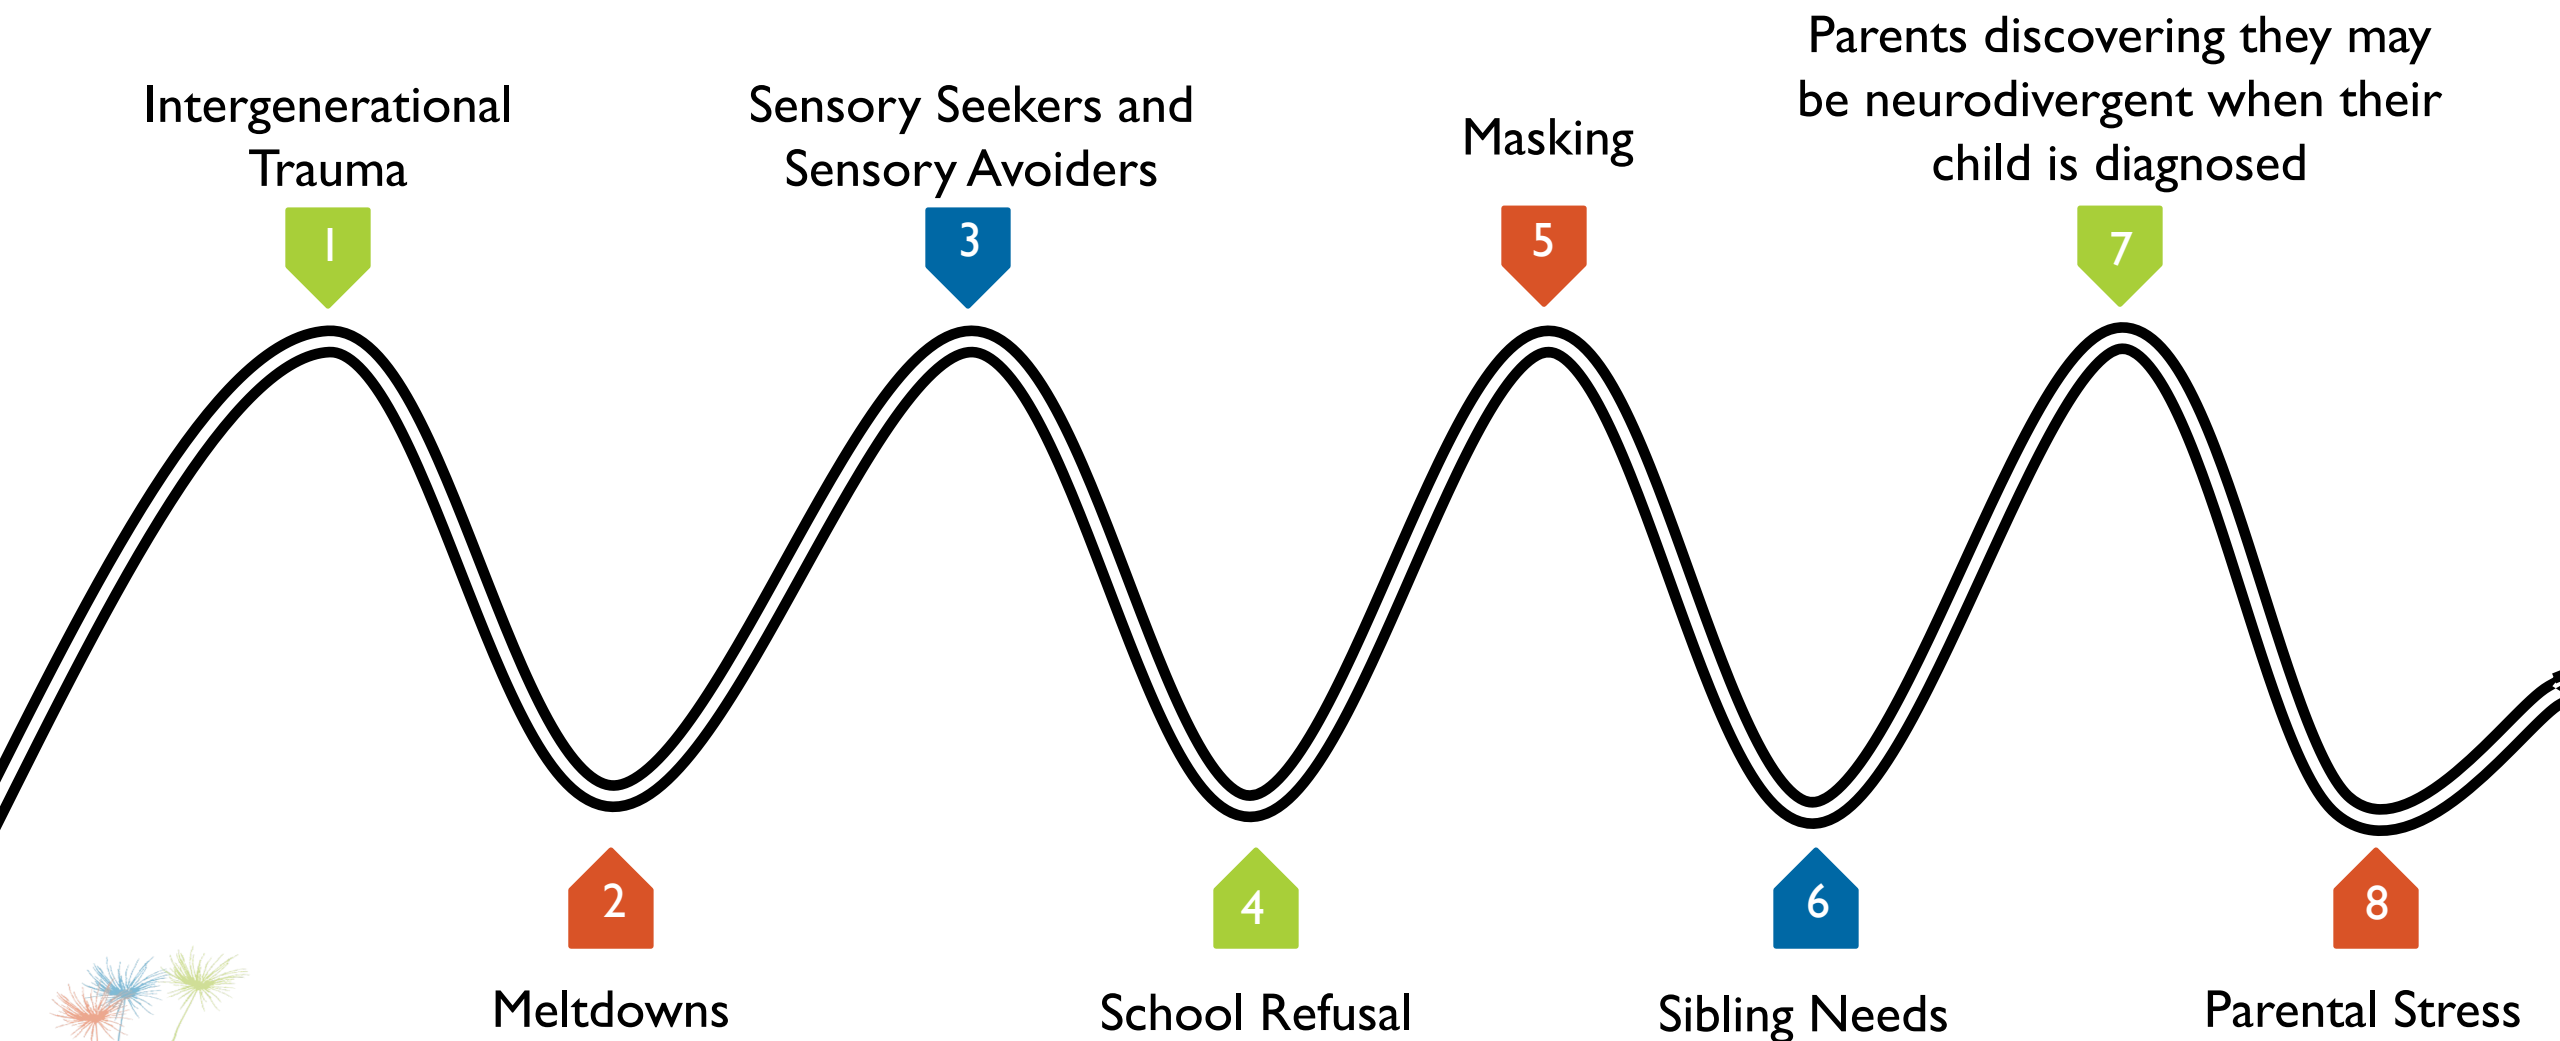 Intergenerational
Trauma
1
Meltdowns
2
Sensory Seekers and
Sensory Avoiders
3
School Refusal
4
Masking
5
Sibling Needs
6
Parents discovering they may
be neurodivergent when their
child is diagnosed
7
Parental Stress
8